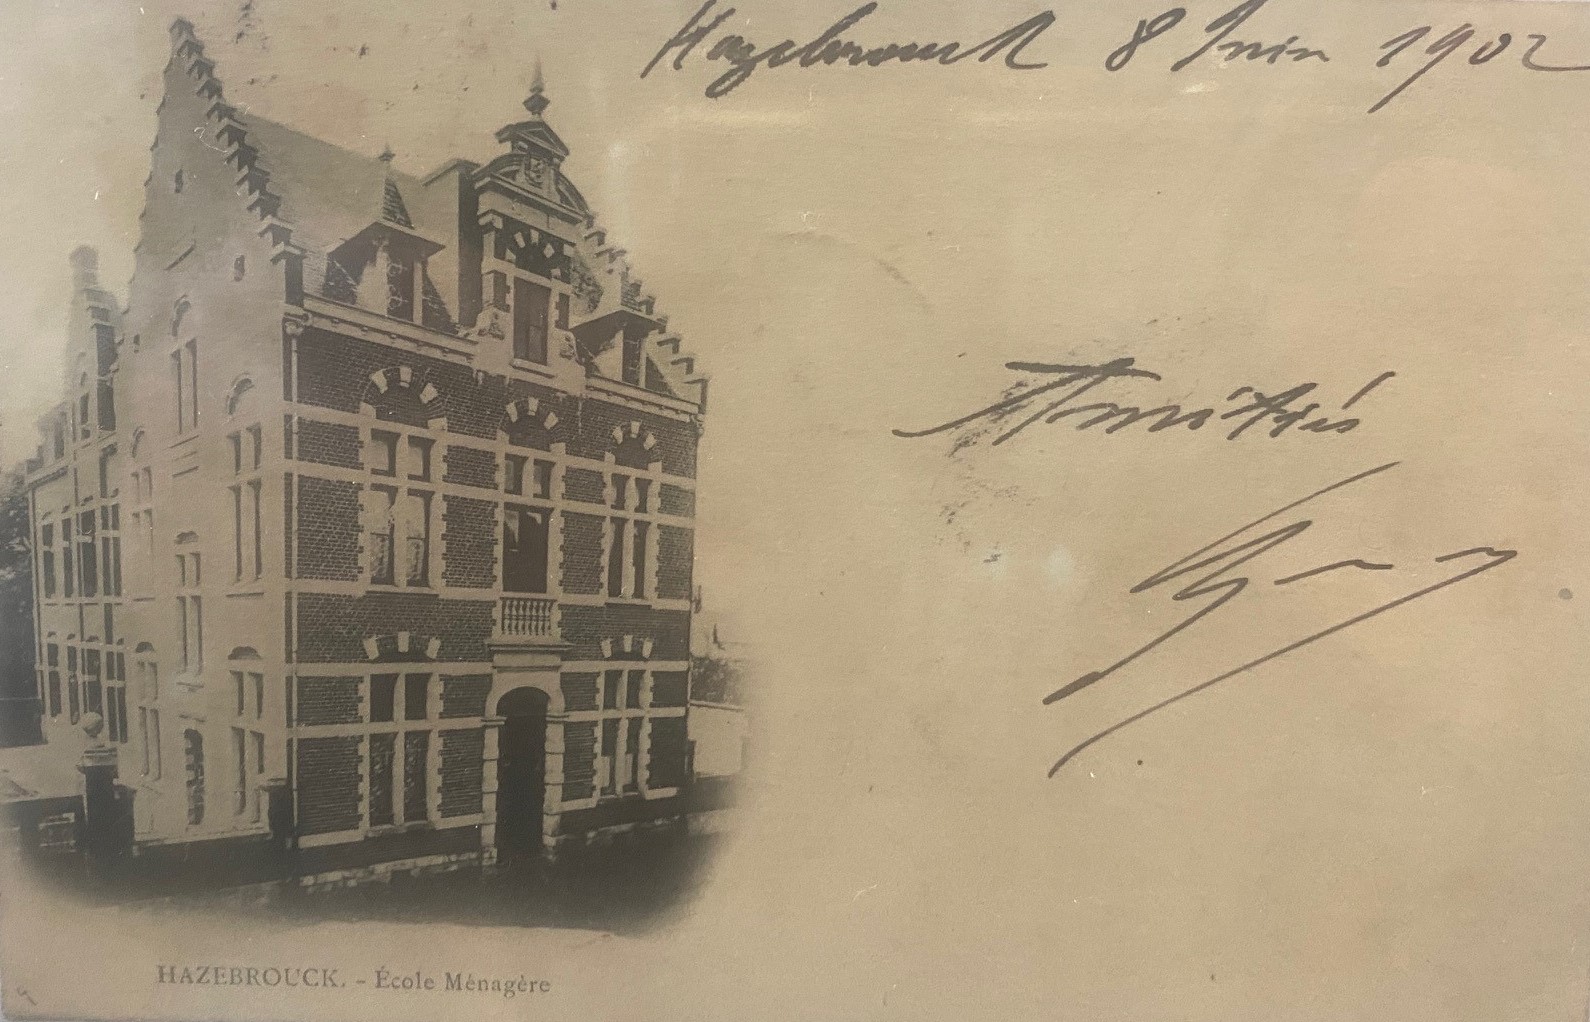 Hazebrouck 8 Juin 1902
Amitiés
HAZEBROUCK. - École Ménagère